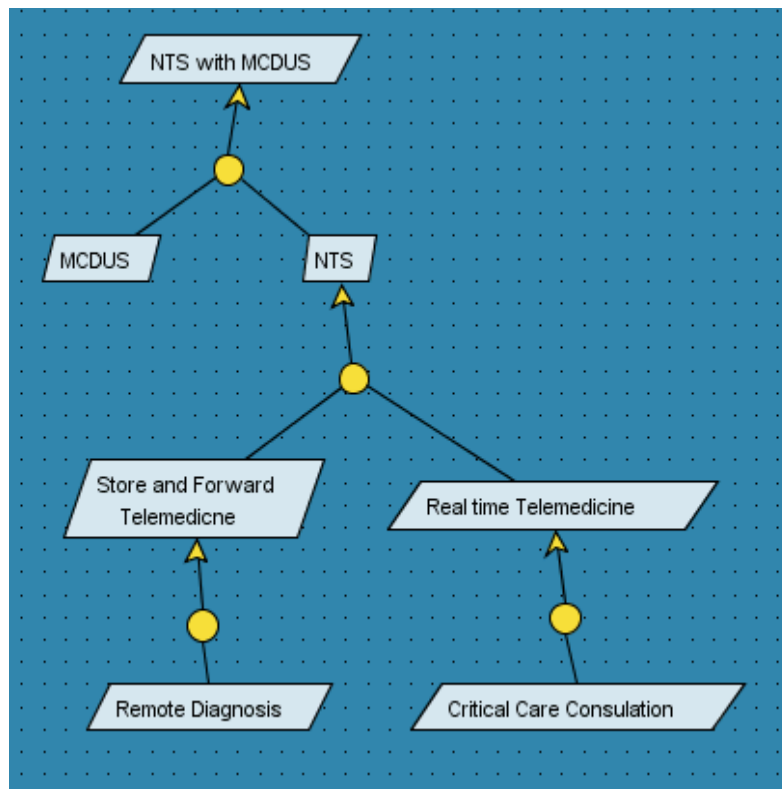 NTS with MCDUS
MCDUS
NTS
Store and Forward
Telemedicne
Real time Telemedicine
Remote Diagnosis
Critical Care Consulation